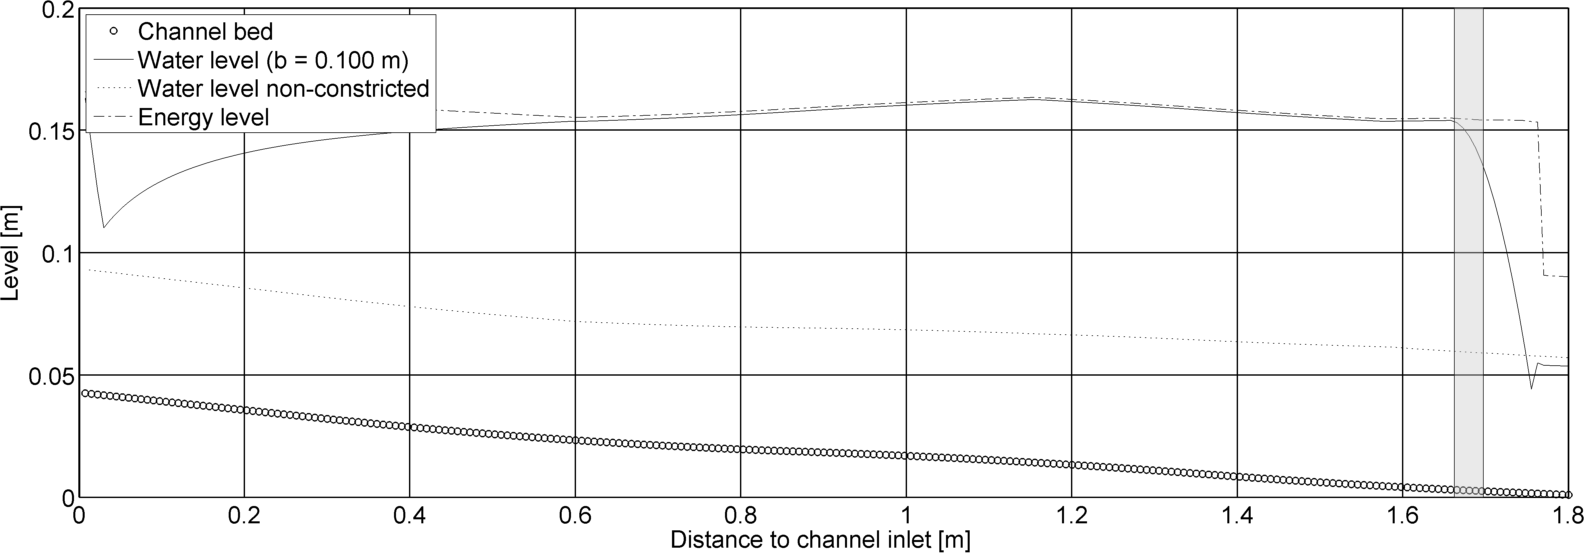 0.2
0.15
0.1
0.05
0
Level [m]
Channel bed
Water level (b = 0.100 m)
Water level non-constricted
Energy level
0 0.2 0.4 0.6 0.8 1 1.2 1.4 1.6 1.8
Distance to channel inlet [m]